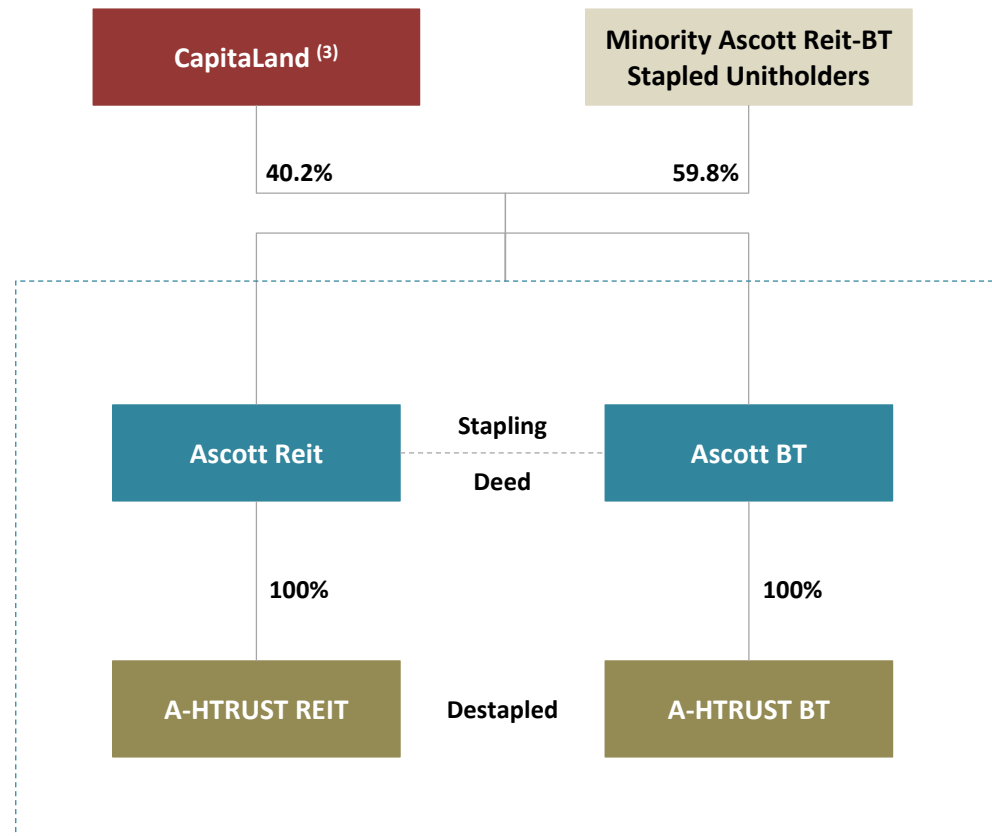 CapitaLand (3)
Minority Ascott Reit-BT
Stapled Unitholders
40.2%
59.8%
Ascott Reit
Stapling
Deed
Ascott BT
100%
100%
A-HTRUST REIT
Destapled
A-HTRUST BT